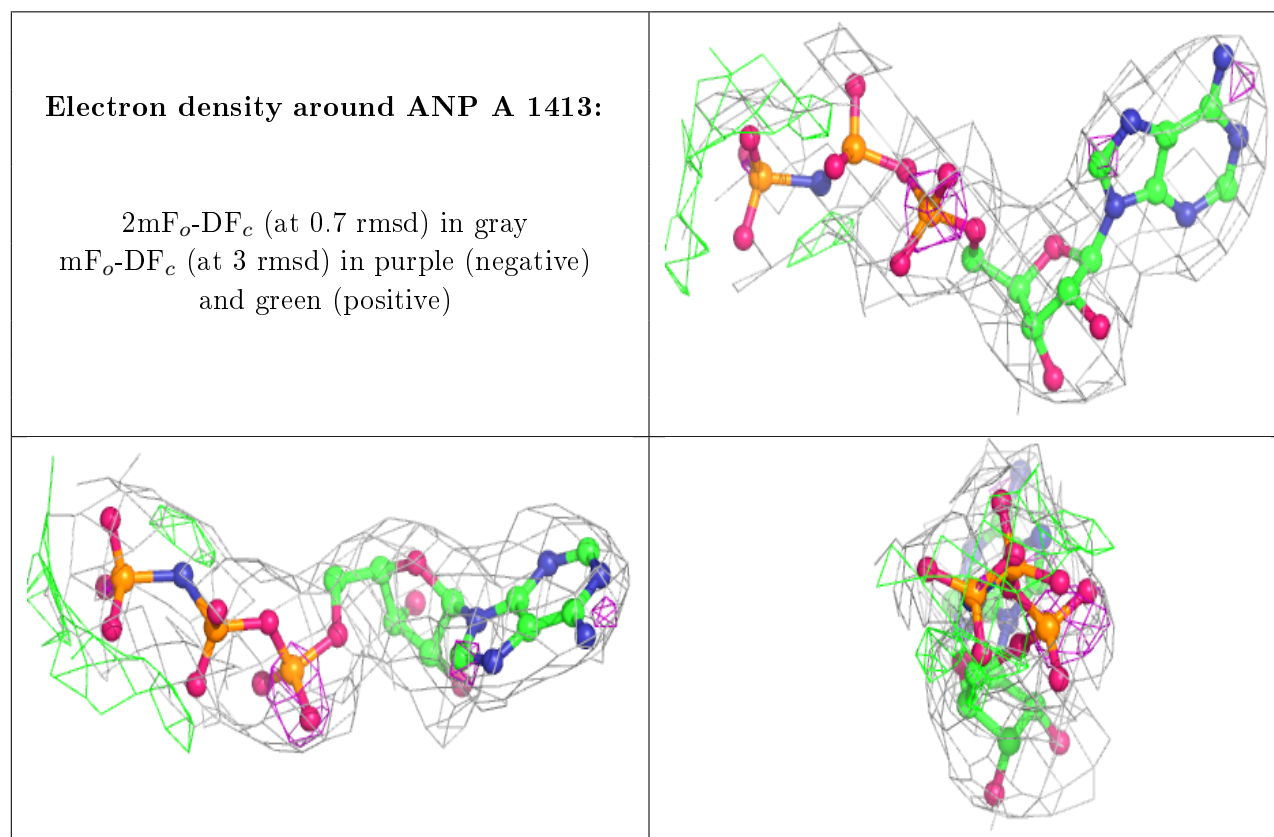 Electron density around ANP A 1413:
2mFo-DFc (at 0.7 rmsd) in gray
mFo-DFc (at 3 rmsd) in purple (negative)
and green (positive)